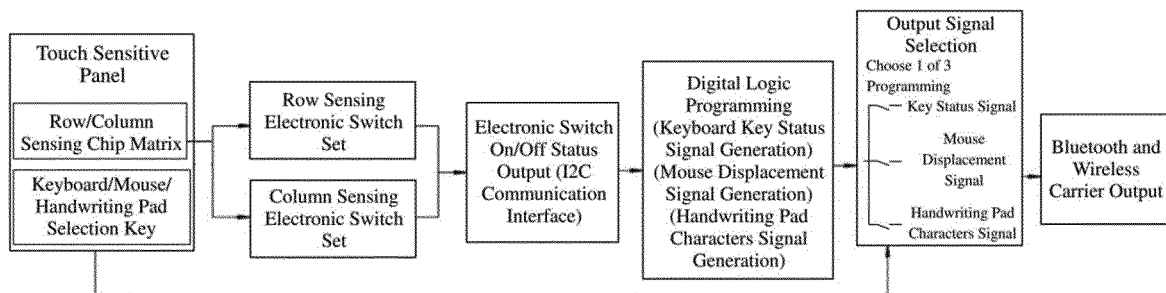 Touch Sensitive
Panel
Row/Column
Sensing Chip Matrix
Keyboard/Mouse/
Handwriting Pad
Selection Key
Row Sensing
Electronic Switch
Set
Column Sensing
Electronic Switch
Set
Electronic Switch
On/Off Status
Output (I2C
Communication
Interface)
Digital Logic
Programming
(Keyboard Key Status
Signal Generation)
(Mouse Displacement
Signal Generation)
(Handwriting Pad
Characters Signal
Generation)
Output Signal
Selection
Choose 1 of 3
Programming
Key Status Signal
Mouse
Displacement
Signal
Handwriting Pad
Characters Signal
Bluetooth and
Wireless
Carrier Output